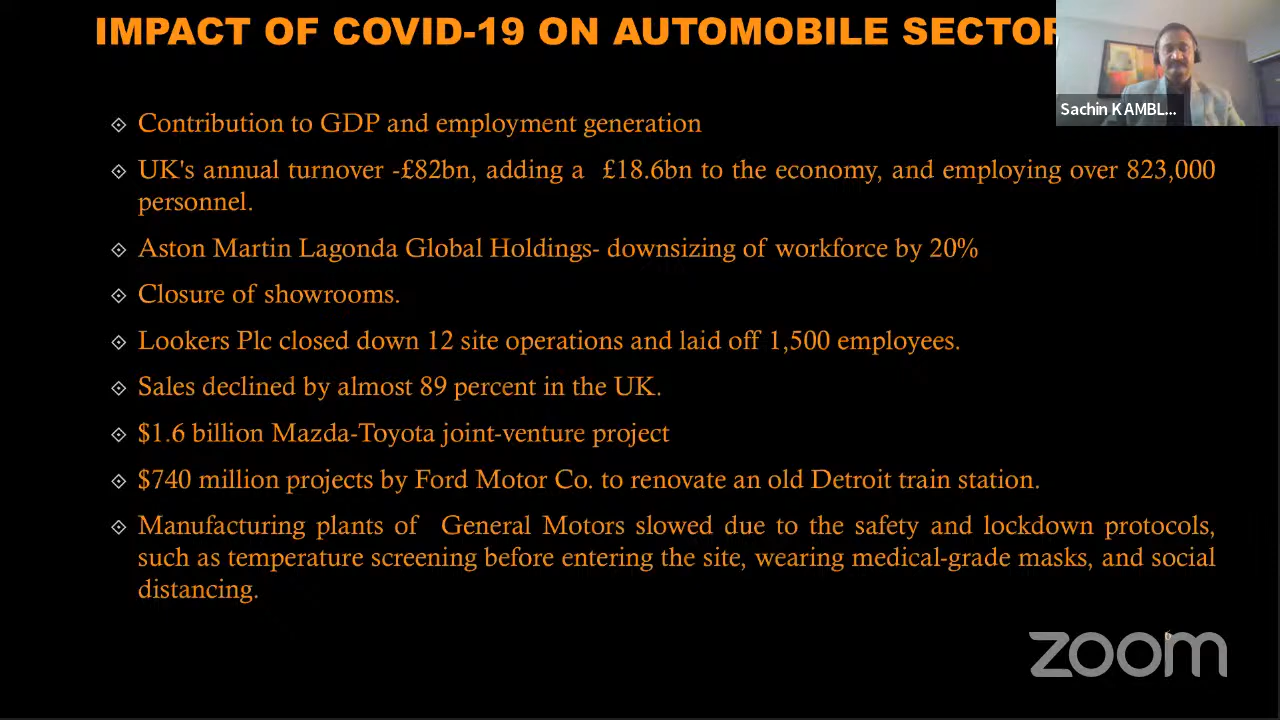 IMPACT OF COVID-19 ON AUTOMOBILE SECTOR
Sachin KAMBL...
Contribution to GDP and employment generation
UK's annual turnover -£82bn, adding a £18.6bn to the economy, and employing over 823,000
personnel.
Aston Martin Lagonda Global Holdings- downsizing of workforce by 20%
Closure of showrooms.
Lookers Plc closed down 12 site operations and laid off 1,500 employees.
Sales declined by almost 89 percent in the UK.
$1.6 billion Mazda-Toyota joint-venture project
$740 million projects by Ford Motor Co. to renovate an old Detroit train station.
Manufacturing plants of General Motors slowed due to the safety and lockdown protocols,
such as temperature screening before entering the site, wearing medical-grade masks, and social
distancing.
6
zoom